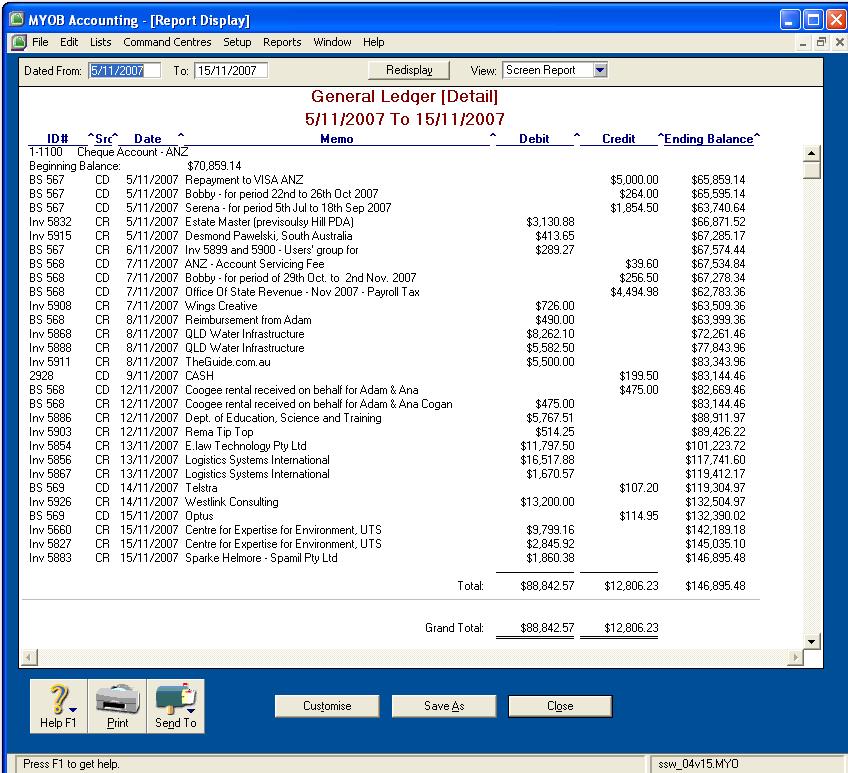 MYOB Accounting - [Report Display]
File Edit Lists Command Centres Setup Reports Window Help
Dated From: 5/11/2007 To: 15/11/2007 Redisplay View: Screen Report
General Ledger [Detail]
5/11/2007 To 15/11/2007
ID# ^Src^ Date ^ Memo ^ Debit ^ Credit ^Ending Balance^
1-1100 Cheque Account - ANZ
Beginning Balance: $70,859.14
BS 567 CD 5/11/2007 Repayment to VISA ANZ $5,000.00 $65,859.14
BS 567 CD 5/11/2007 Bobby - for period 22nd to 26th Oct 2007 $264.00 $65,595.14
BS 567 CD 5/11/2007 Serena - for period 5th Jul to 18th Sep 2007 $1,854.50 $63,740.64
Inv 5832 CR 5/11/2007 Estate Master (previsoulsy Hill PDA) $3,130.88 $66,871.52
Inv 5915 CR 5/11/2007 Desmond Pawelski, South Australia $413.65 $67,285.17
BS 567 CR 6/11/2007 Inv 5899 and 5900 - Users' group for $289.27 $67,574.44
BS 568 CD 7/11/2007 ANZ - Account Servicing Fee $39.60 $67,534.84
BS 568 CD 7/11/2007 Bobby - for period of 29th Oct. to 2nd Nov. 2007 $256.50 $67,278.34
BS 568 CD 7/11/2007 Office Of State Revenue - Nov 2007 - Payroll Tax $4,494.98 $62,783.36
Inv 5908 CR 7/11/2007 Wings Creative $726.00 $63,509.36
BS 568 CR 8/11/2007 Reimbursement from Adam $490.00 $63,999.36
Inv 5868 CR 8/11/2007 QLD Water Infrastructure $8,262.10 $72,261.46
Inv 5888 CR 8/11/2007 QLD Water Infrastructure $5,582.50 $77,843.96
Inv 5911 CR 8/11/2007 TheGuide.com.au $5,500.00 $83,343.96
2928 CD 9/11/2007 CASH $199.50 $83,144.46
BS 568 CD 12/11/2007 Coogee rental received on behalf for Adam & Ana $475.00 $82,669.46
BS 568 CR 12/11/2007 Coogee rental received on behalf for Adam & Ana Cogan $475.00 $83,144.46
Inv 5886 CR 12/11/2007 Dept. of Education, Science and Training $5,767.51 $88,911.97
Inv 5903 CR 12/11/2007 Rema Tip Top $514.25 $89,426.22
Inv 5854 CR 13/11/2007 E.law Technology Pty Ltd $11,797.50 $101,223.72
Inv 5856 CR 13/11/2007 Logistics Systems International $16,517.88 $117,741.60
Inv 5867 CR 13/11/2007 Logistics Systems International $1,670.57 $119,412.17
BS 569 CD 14/11/2007 Telstra $107.20 $119,304.97
Inv 5926 CR 14/11/2007 Westlink Consulting $13,200.00 $132,504.97
BS 569 CD 15/11/2007 Optus $114.95 $132,390.02
Inv 5660 CR 15/11/2007 Centre for Expertise for Environment, UTS $9,799.16 $142,189.18
Inv 5827 CR 15/11/2007 Centre for Expertise for Environment, UTS $2,845.92 $145,035.10
Inv 5883 CR 15/11/2007 Sparke Helmore - Spamil Pty Ltd $1,860.38 $146,895.48
Total: $88,842.57 $12,806.23 $146,895.48
Grand Total: $88,842.57 $12,806.23
Help F1 Print Send To Customise Save As Close
Press F1 to get help. ssw_04v15.MYO